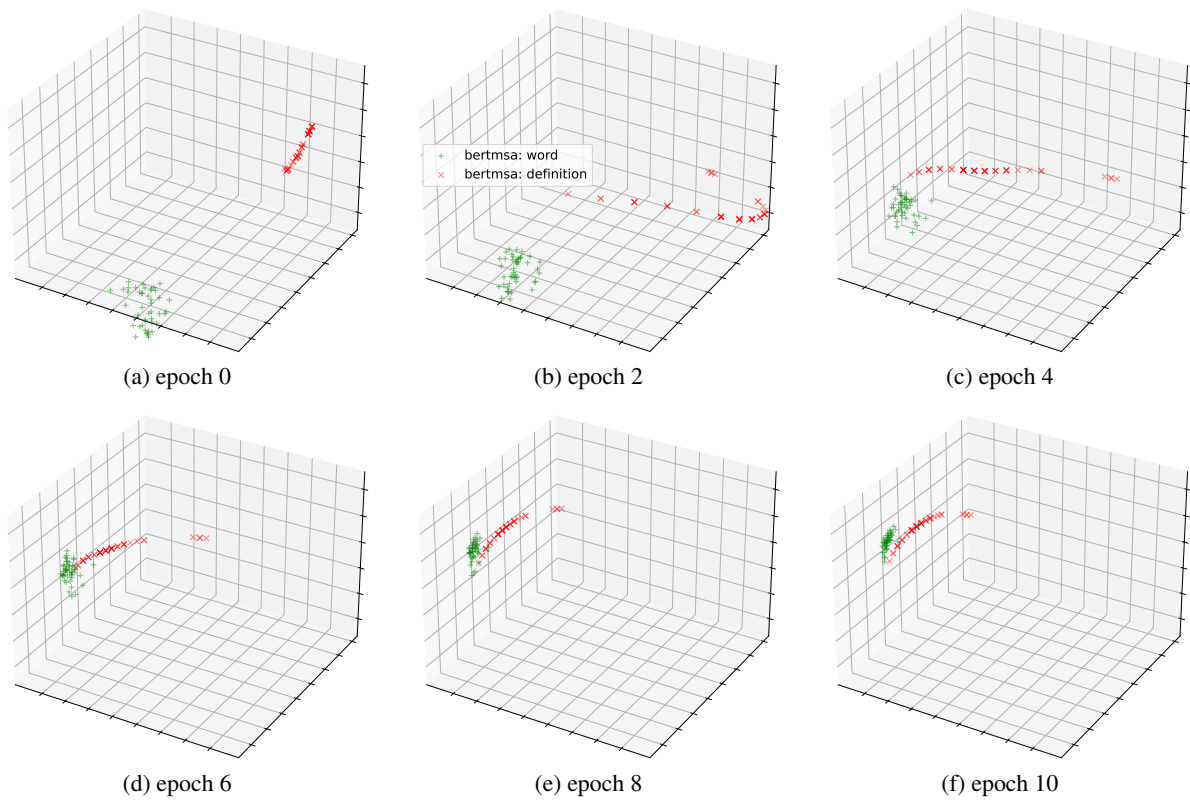 bertmsa: word
bertmsa: definition
(a) epoch 0
(b) epoch 2
(c) epoch 4
(d) epoch 6
(e) epoch 8
(f) epoch 10